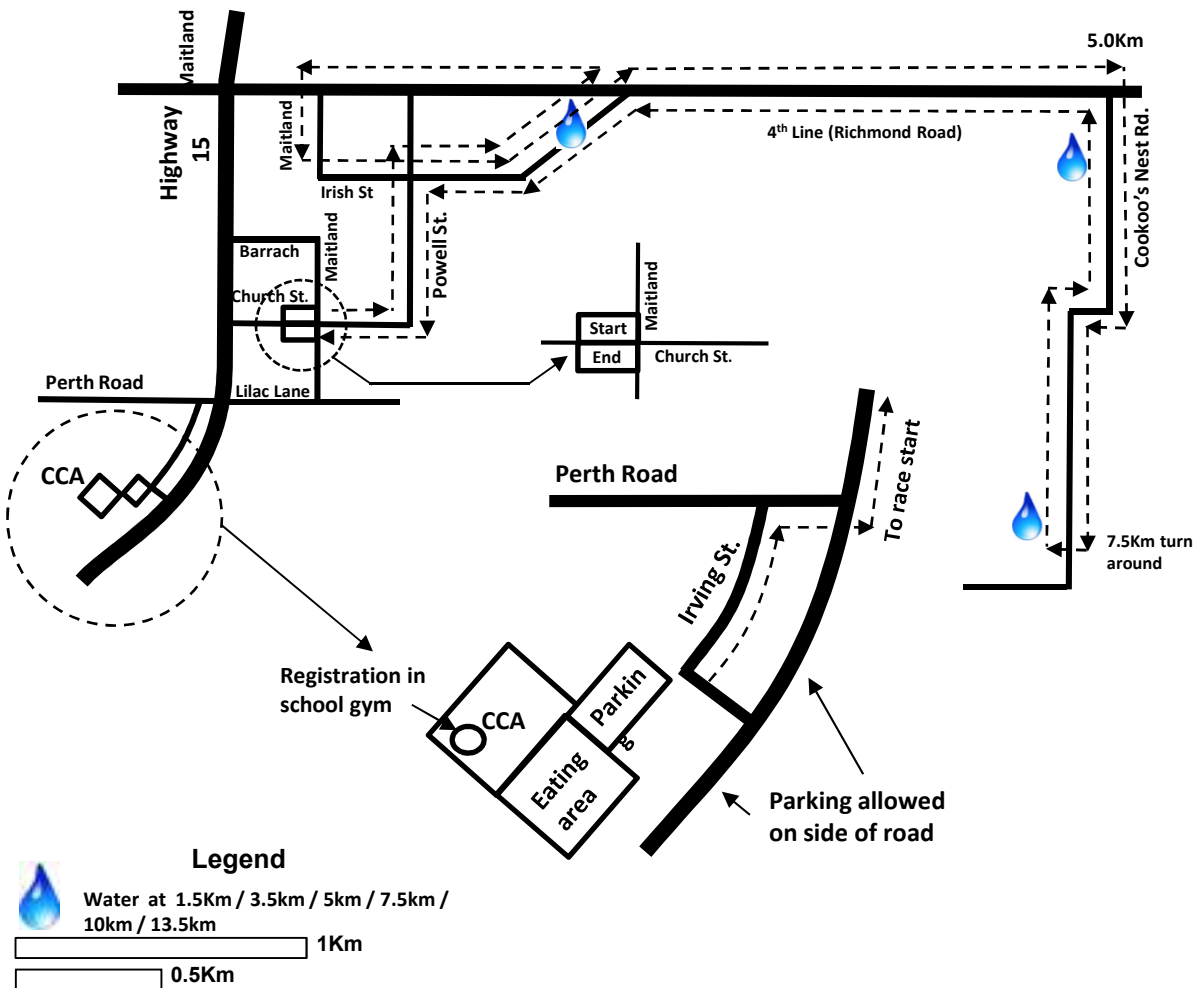 5.0Km
Maitland
Highway
15
Maitland
4th Line (Richmond Road)
Cookoo's Nest Rd.
Irish St
Powell St.
Maitland
Barrach
Church St.
Start
End
Maitland
Church St.
Lilac Lane
Perth Road
CCA
Perth Road
To race start
Irving St.
7.5Km turn
around
Registration in
school gym
CCA
Parkin
g
Eating
area
Parking allowed
on side of road
Legend
Water at 1.5Km / 3.5km / 5km / 7.5km /
10km / 13.5km
1Km
0.5Km